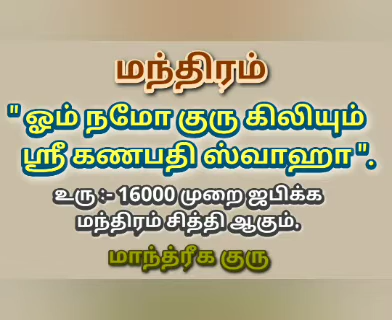 மந்திரம்
" ஓம் நமோ குரு கிலியும்
ஸ்ரீ கணபதி ஸ்வாஹா ".
உரு :- 16000 முறை ஜபிக்க
மந்திரம் சித்தி ஆகும்.
மாந்த்ரீக குரு